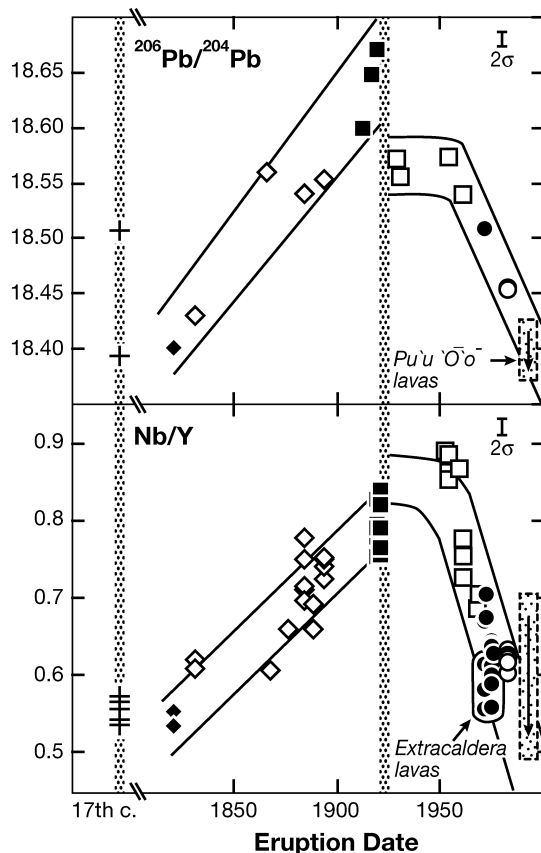 ²⁰⁶Pb/²⁰⁴Pb
2σ
18.65
18.60
18.55
18.50
18.45
18.40
Pu`u `Ō`ō
lavas
Nb/Y
2σ
0.9
0.8
0.7
0.6
0.5
Extracaldera
lavas
17th c. 1850 1900 1950
Eruption Date